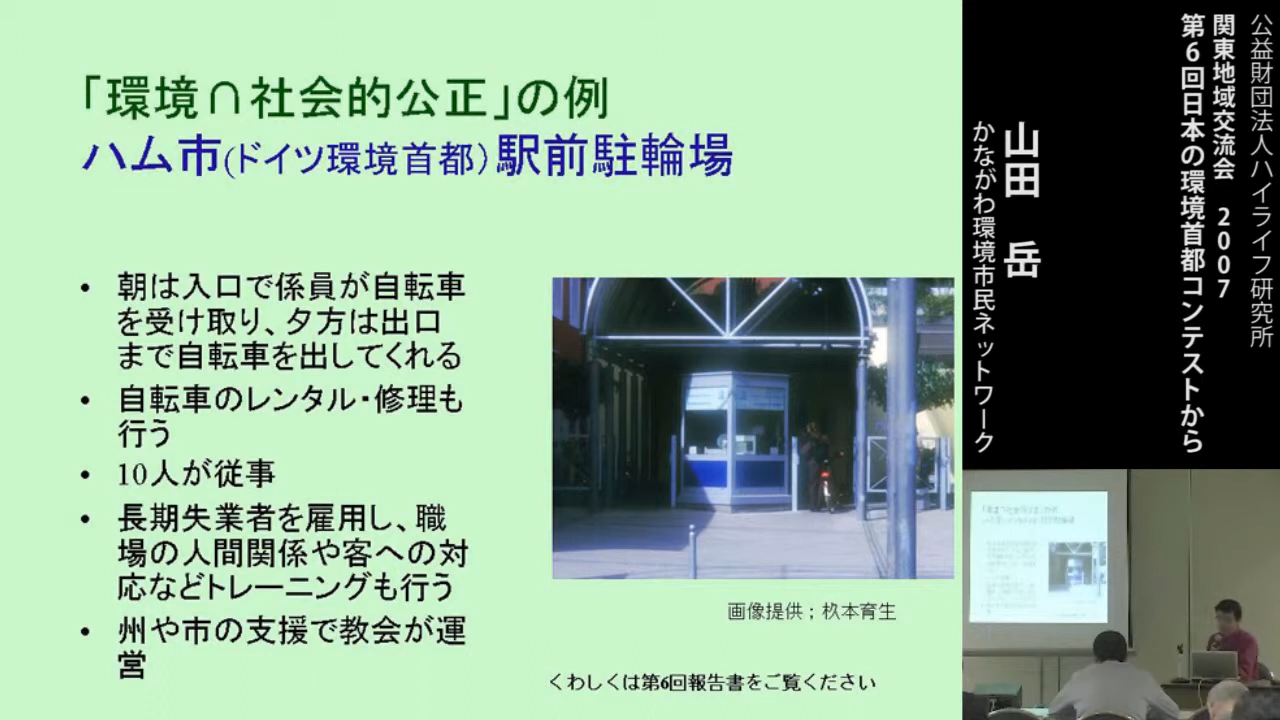 「環境∩社会的公正」の例
ハム市(ドイツ環境首都)駅前駐輪場
• 朝は入口で係員が自転車
を受け取り、夕方は出口
まで自転車を出してくれる
• 自転車のレンタル・修理も
行う
• 10人が従事
• 長期失業者を雇用し、職
場の人間関係や客への対
応などトレーニングも行う
• 州や市の支援で教会が運
営
画像提供；杦本育生
くわしくは第6回報告書をご覧ください
公益財団法人ハイライフ研究所
関東地域交流会 2007
第6回日本の環境首都コンテストから
山田 岳
かながわ環境市民ネットワーク